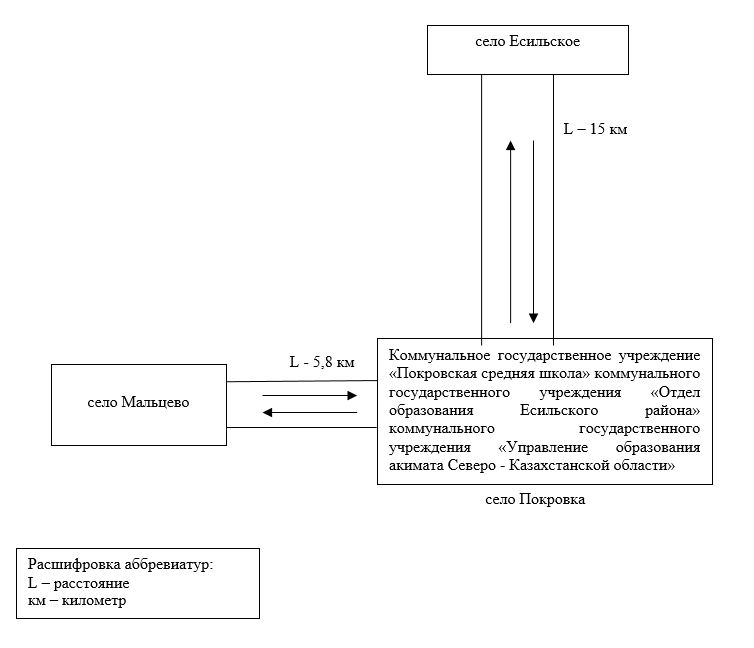 село Есильское
L – 15 км
L - 5,8 км
село Мальцево
Коммунальное государственное учреждение
«Покровская средняя школа» коммунального
государственного учреждения «Отдел
образования Есильского района»
коммунального государственного
учреждения «Управление образования
акимата Северо - Казахстанской области»
село Покровка
Расшифровка аббревиатур:
L – расстояние
км – километр